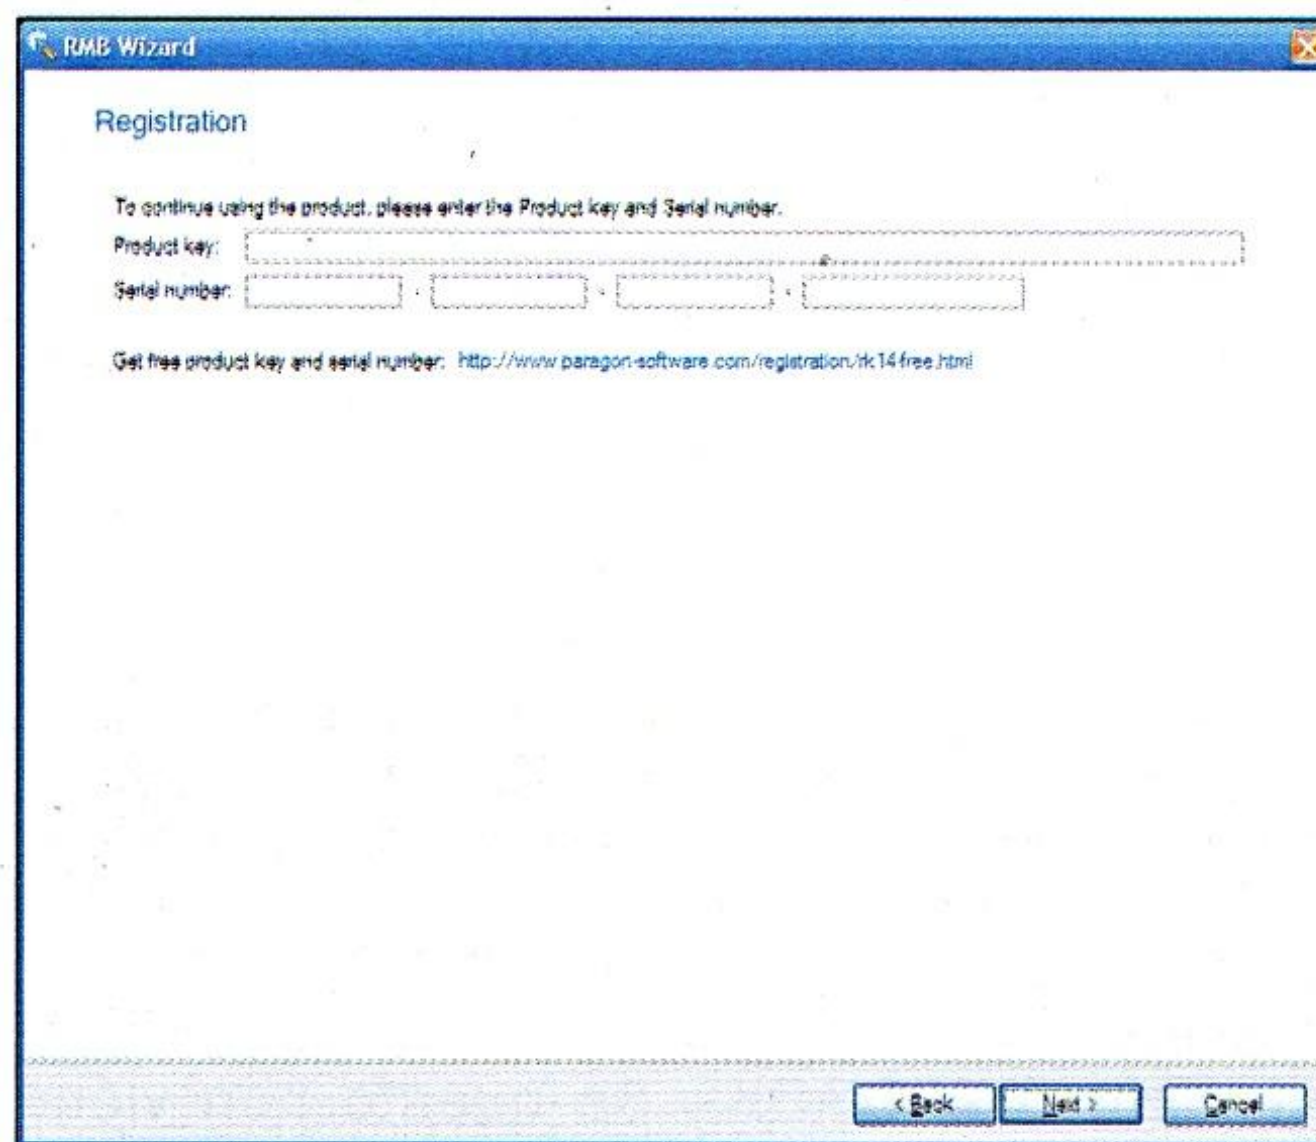 RMB Wizard
Registration
To continue using the product, please enter the Product key and Serial number.
Product key:
Serial number: - - -
Get free product key and serial number: http://www.paragon-software.com/registration/rk14free.html
< Back Next > Cancel